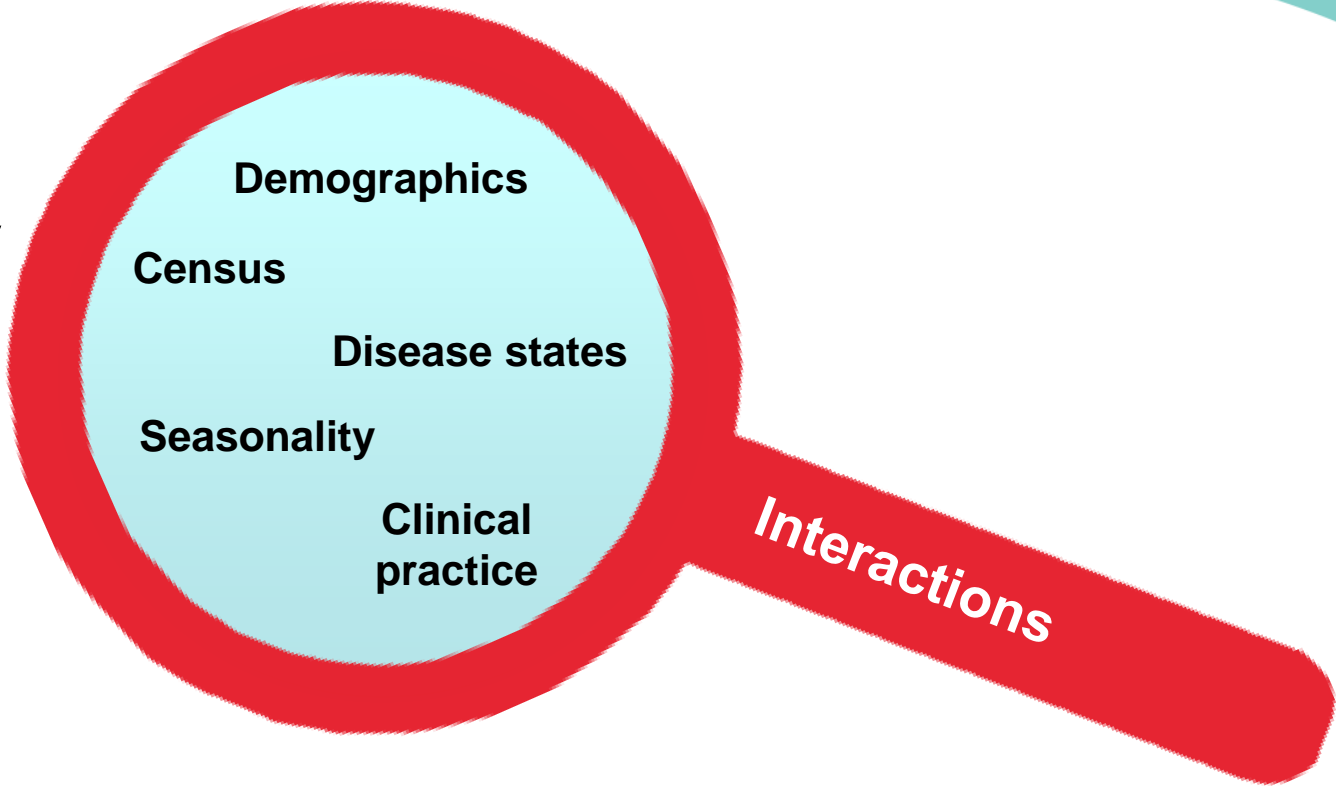 Demographics
Census
Disease states
Seasonality
Clinical
practice
Interactions